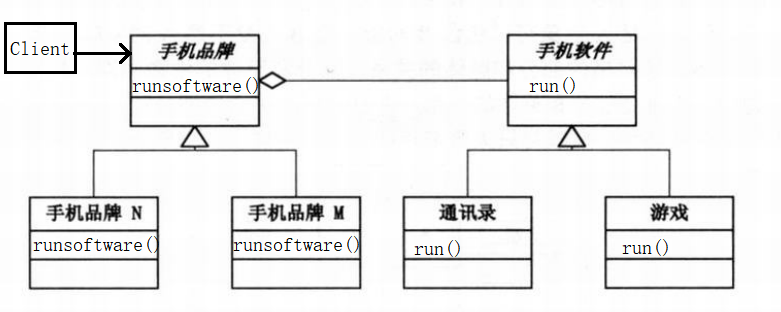 Client
手机品牌
runsoftware()
手机软件
run()
手机品牌 N
runsoftware()
手机品牌 M
runsoftware()
通讯录
run()
游戏
run()